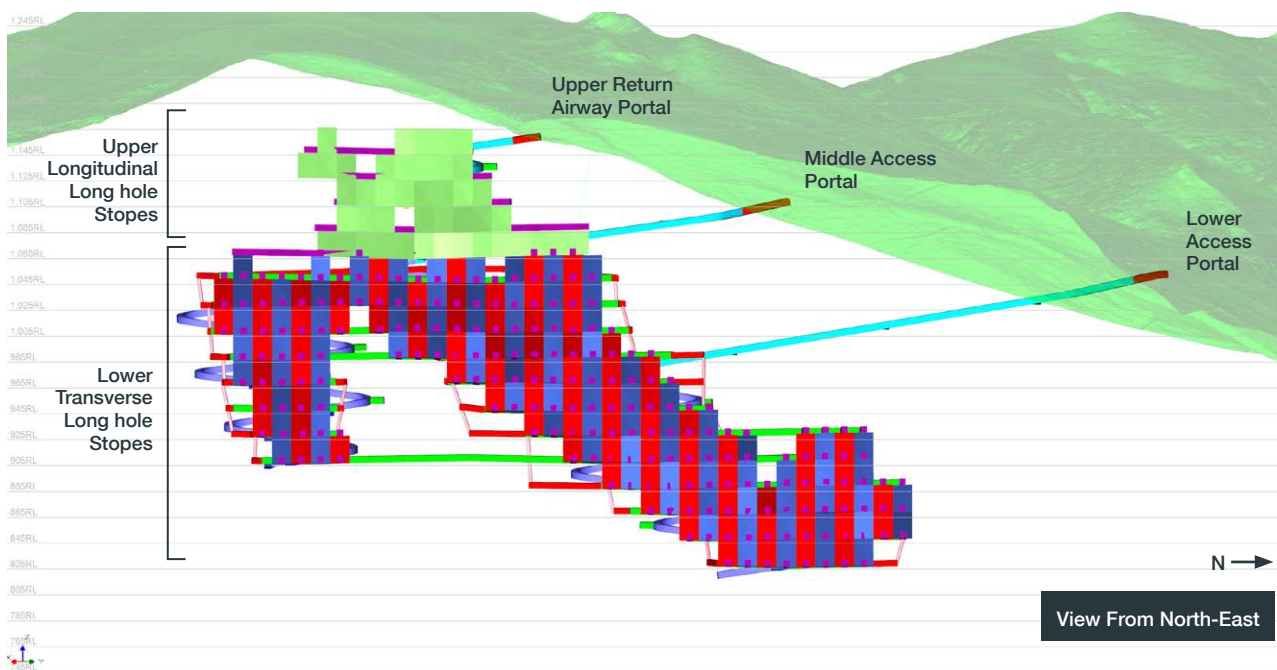 1,245RL
Upper Return
Airway Portal
Upper
Longitudinal
Long hole
Stopes
1,145RL
1,125RL
1,105RL
1,085RL
1,065RL
1,045RL
1,025RL
1,005RL
985RL
965RL
945RL
925RL
905RL
885RL
865RL
845RL
825RL
805RL
785RL
765RL
745RL
Middle Access
Portal
Lower
Access
Portal
Lower
Transverse
Long hole
Stopes
N
View From North-East